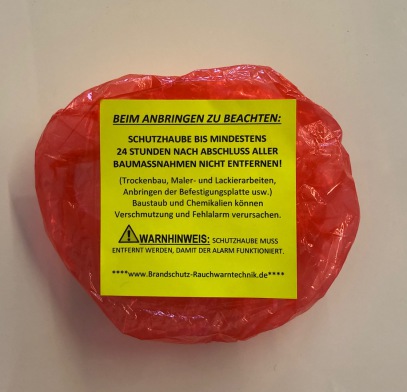 BEIM ANBRINGEN ZU BEACHTEN:
SCHUTZHAUBE BIS MINDESTENS
24 STUNDEN NACH ABSCHLUSS ALLER
BAUMASSNAHMEN NICHT ENTFERNEN!
(Trockenbau, Maler- und Lackierarbeiten,
Anbringen der Befestigungsplatte usw.)
Baustaub und Chemikalien können
Verschmutzung und Fehlalarm verursachen.
WARNHINWEIS: SCHUTZHAUBE MUSS
ENTFERNT WERDEN, DAMIT DER ALARM FUNKTIONIERT.
****www.Brandschutz-Rauchwarntechnik.de****